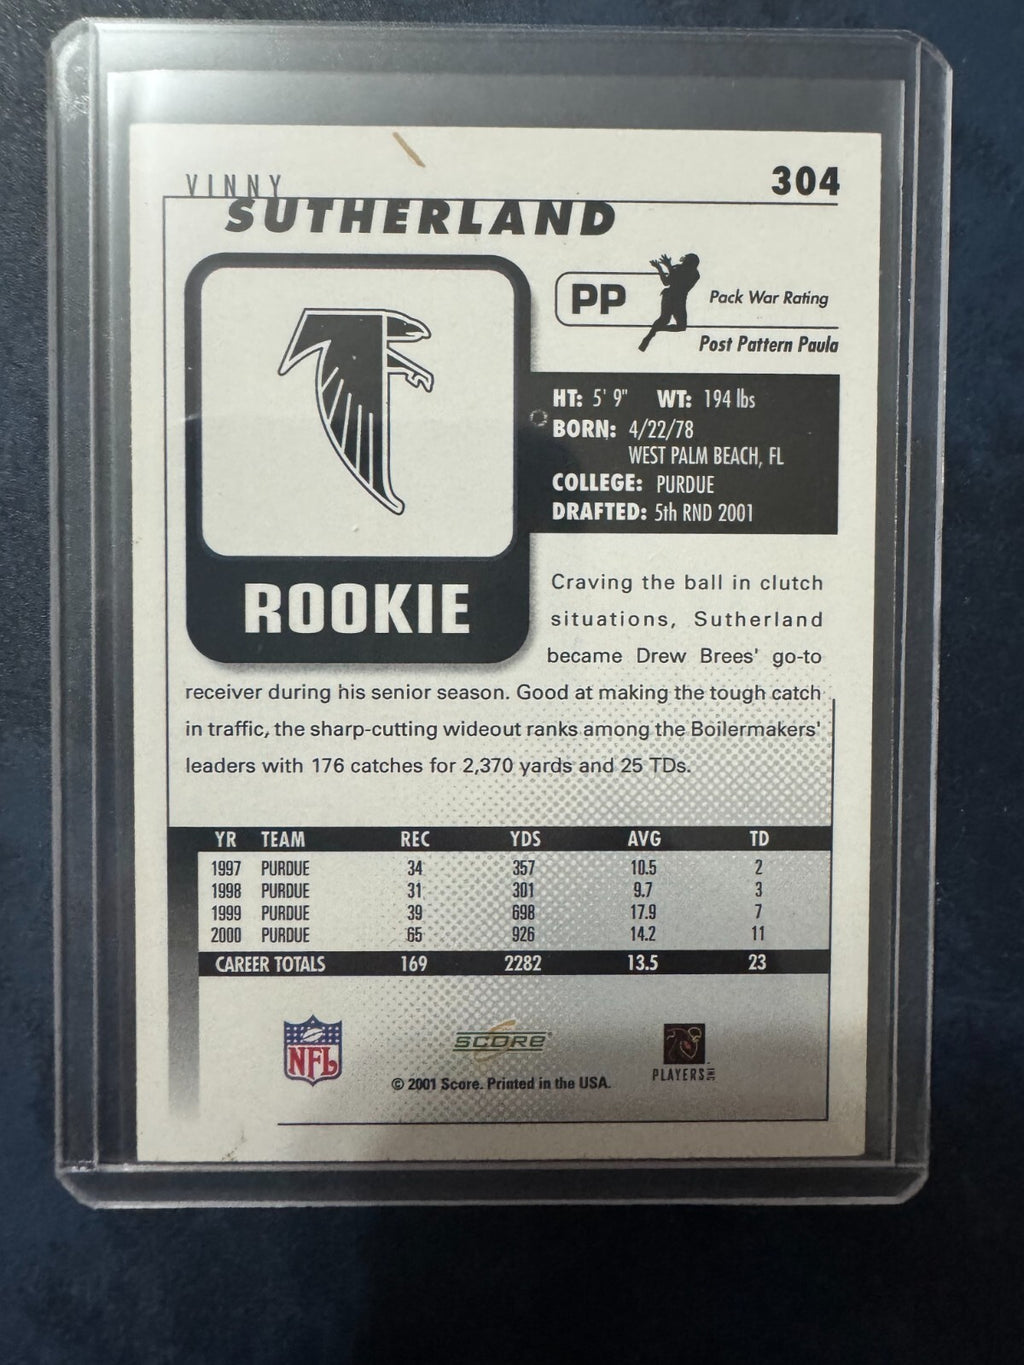 VINNY
304
SUTHERLAND
PP
Pack War Rating
Post Pattern Paula
HT: 5' 9" WT: 194 lbs
BORN: 4/22/78
WEST PALM BEACH, FL
COLLEGE: PURDUE
DRAFTED: 5th RND 2001
ROOKIE
Craving the ball in clutch
situations, Sutherland
became Drew Brees' go-to
receiver during his senior season. Good at making the tough catch
in traffic, the sharp-cutting wideout ranks among the Boilermakers'
leaders with 176 catches for 2,370 yards and 25 TDs.
YR TEAM REC YDS AVG TD
1997 PURDUE 34 357 10.5 2
1998 PURDUE 31 301 9.7 3
1999 PURDUE 39 698 17.9 7
2000 PURDUE 65 926 14.2 11
CAREER TOTALS 169 2282 13.5 23
NFL
SCORE
PLAYERS INC
© 2001 Score. Printed in the USA.